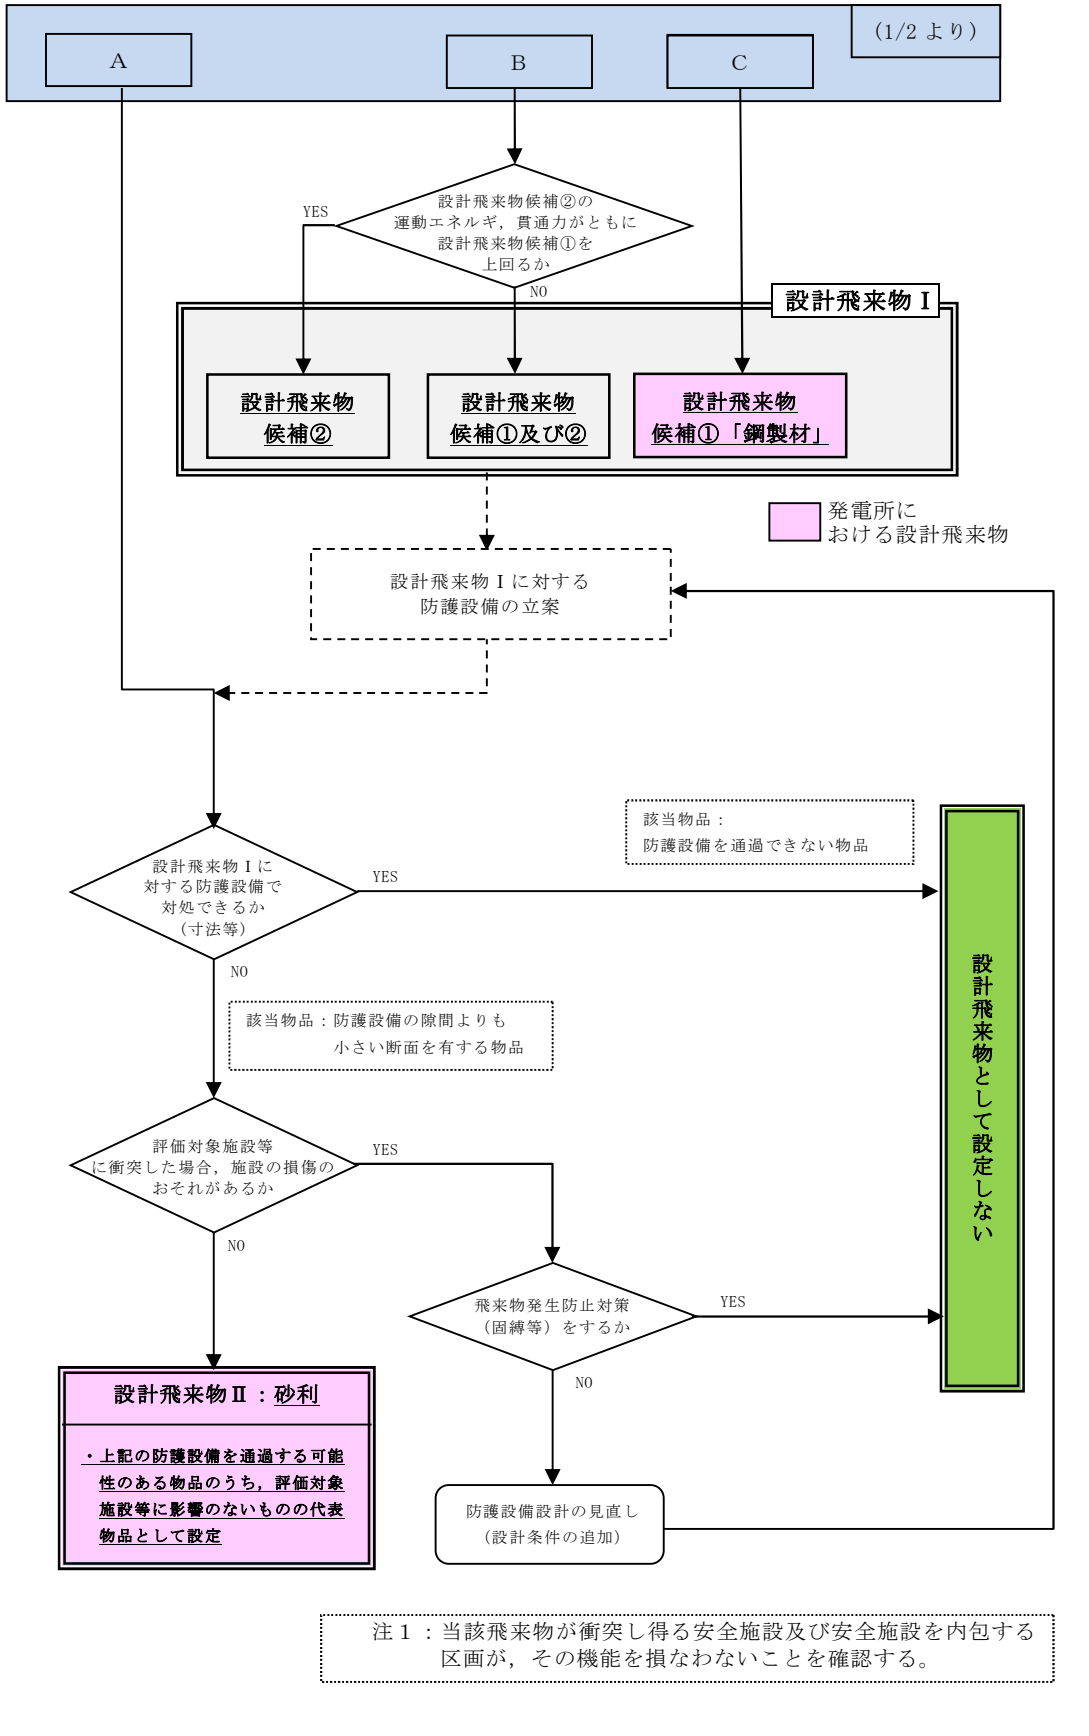 (1/2 より)
A
B
C
設計飛来物候補②の
運動エネルギ，貫通力がともに
設計飛来物候補①を
上回るか
YES
NO
設計飛来物Ⅰ
設計飛来物
候補②
設計飛来物
候補①及び②
設計飛来物
候補①「鋼製材」
発電所に
おける設計飛来物
設計飛来物Ⅰに対する
防護設備の立案
該当物品：
防護設備を通過できない物品
設計飛来物Ⅰに
対する防護設備で
対処できるか
（寸法等）
YES
NO
設計飛来物として設定しない
該当物品：防護設備の隙間よりも
小さい断面を有する物品
評価対象施設等
に衝突した場合，施設の損傷の
おそれがあるか
YES
NO
飛来物発生防止対策
（固縛等）をするか
YES
NO
設計飛来物Ⅱ：砂利
・上記の防護設備を通過する可能
性のある物品のうち，評価対象
施設等に影響のないものの代表
物品として設定
防護設備設計の見直し
（設計条件の追加）
注１：当該飛来物が衝突し得る安全施設及び安全施設を内包する
区画が，その機能を損なわないことを確認する。